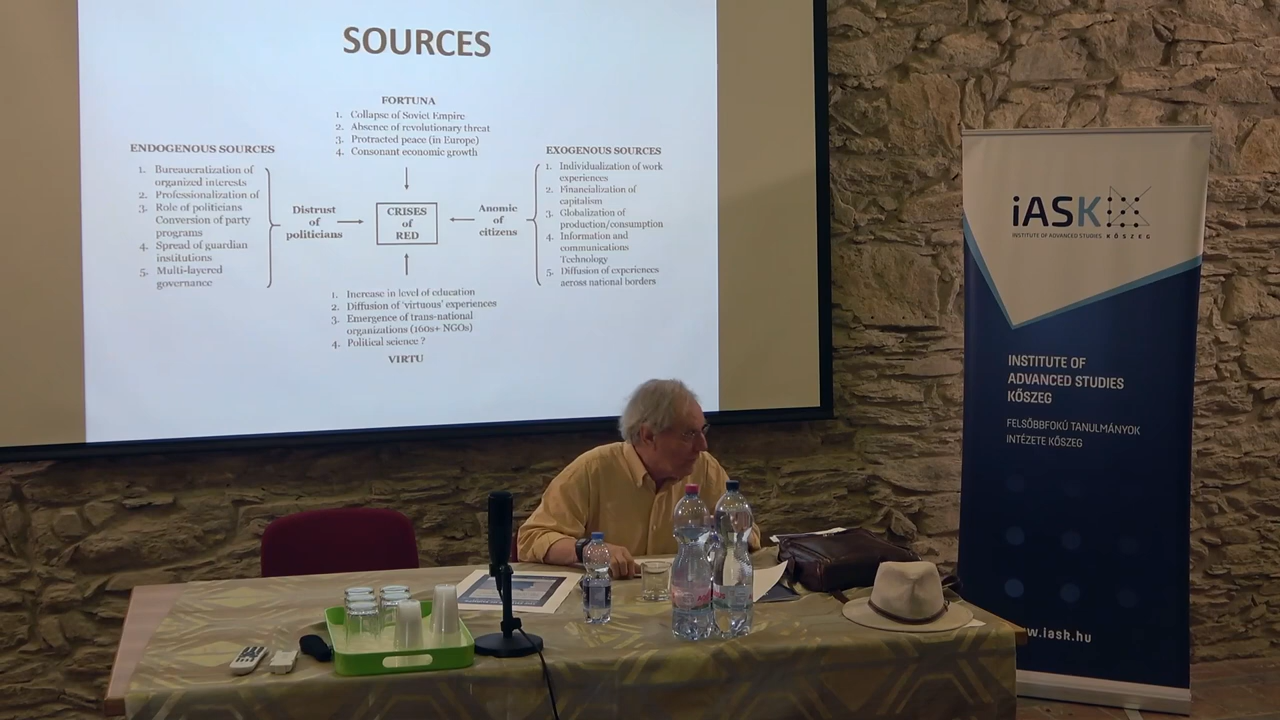 SOURCES
FORTUNA
1. Collapse of Soviet Empire
2. Absence of revolutionary threat
3. Protracted peace (in Europe)
4. Consonant economic growth
ENDOGENOUS SOURCES
1. Bureaucratization of
organized interests
2. Professionalization of
3. Role of politicians
Conversion of party
programs
4. Spread of guardian
institutions
5. Multi-layered
governance
Distrust
of
politicians
CRISES
of
RED
Anomie
of
citizens
EXOGENOUS SOURCES
1. Individualization of work
experiences
2. Financialization of
capitalism
3. Globalization of
production/consumption
4. Information and
communications
Technology
5. Diffusion of experiences
across national borders
1. Increase in level of education
2. Diffusion of 'virtuous' experiences
3. Emergence of trans-national
organizations (160s+ NGOs)
4. Political science ?
VIRTU
iASK
INSTITUTE OF ADVANCED STUDIES KŐSZEG
INSTITUTE OF
ADVANCED STUDIES
KŐSZEG
FELSŐBBFOKÚ TANULMÁNYOK
INTÉZETE KŐSZEG
w.iask.hu